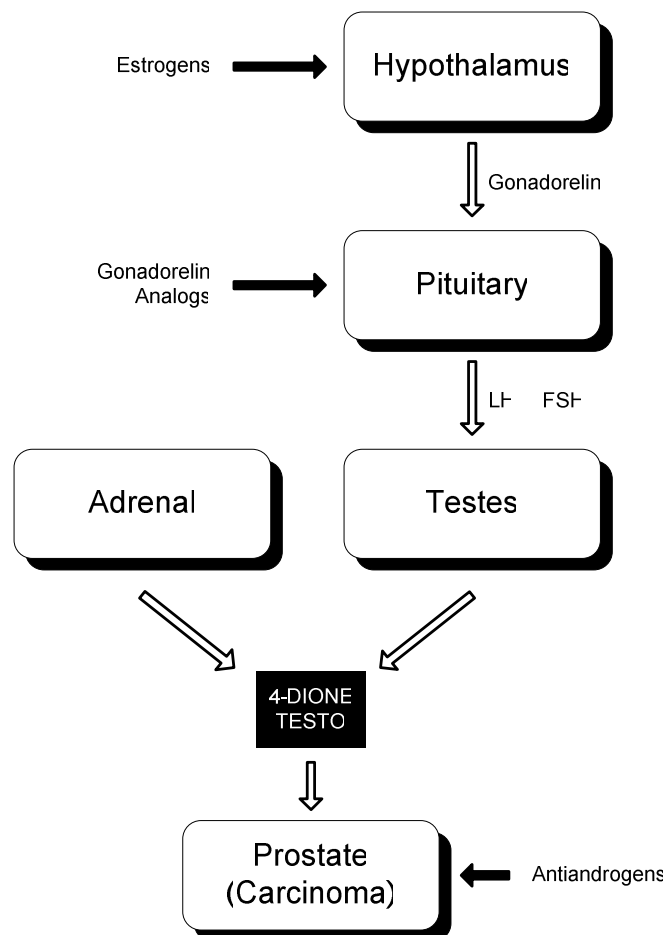 Estrogens
Hypothalamus
Gonadorelin
Gonadorelin
Analogs
Pituitary
LH FSH
Adrenal
Testes
4-DIONE
TESTO
Prostate
(Carcinoma)
Antiandrogens